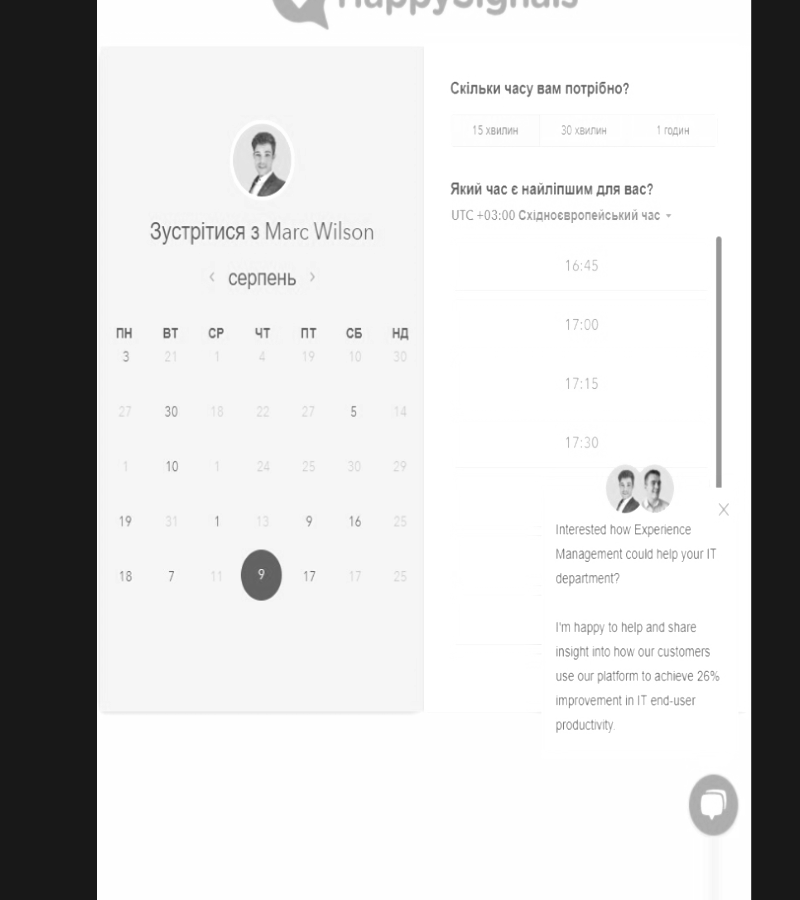 HappySignals
Зустрітися з Marc Wilson
серпень
ПН ВТ СР ЧТ ПТ СБ НД
3 21 1 4 19 10 30
27 30 18 22 27 5 14
1 10 1 24 25 30 29
19 31 1 13 9 16 25
18 7 11 9 17 17 25
Скільки часу вам потрібно?
15 хвилин 30 хвилин 1 годин
Який час є найліпшим для вас?
UTC +03:00 Східноєвропейський час
16:45
17:00
17:15
17:30
Interested how Experience
Management could help your IT
department?
I'm happy to help and share
insight into how our customers
use our platform to achieve 26%
improvement in IT end-user
productivity.